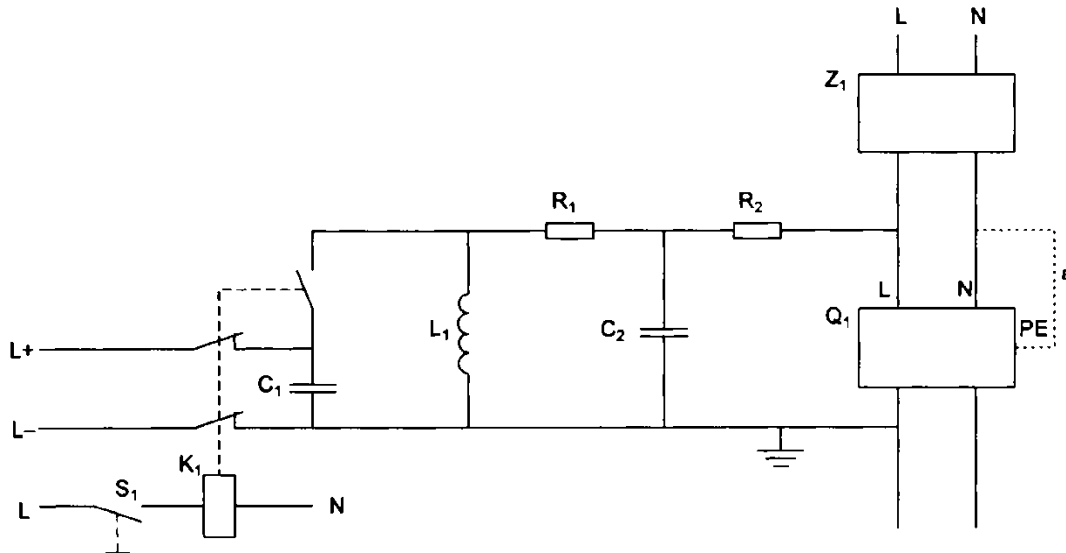 L N
Z₁
R₁ R₂
L N
L₁ C₂ Q₁ PE
L+
C₁
L−
K₁
S₁
L N